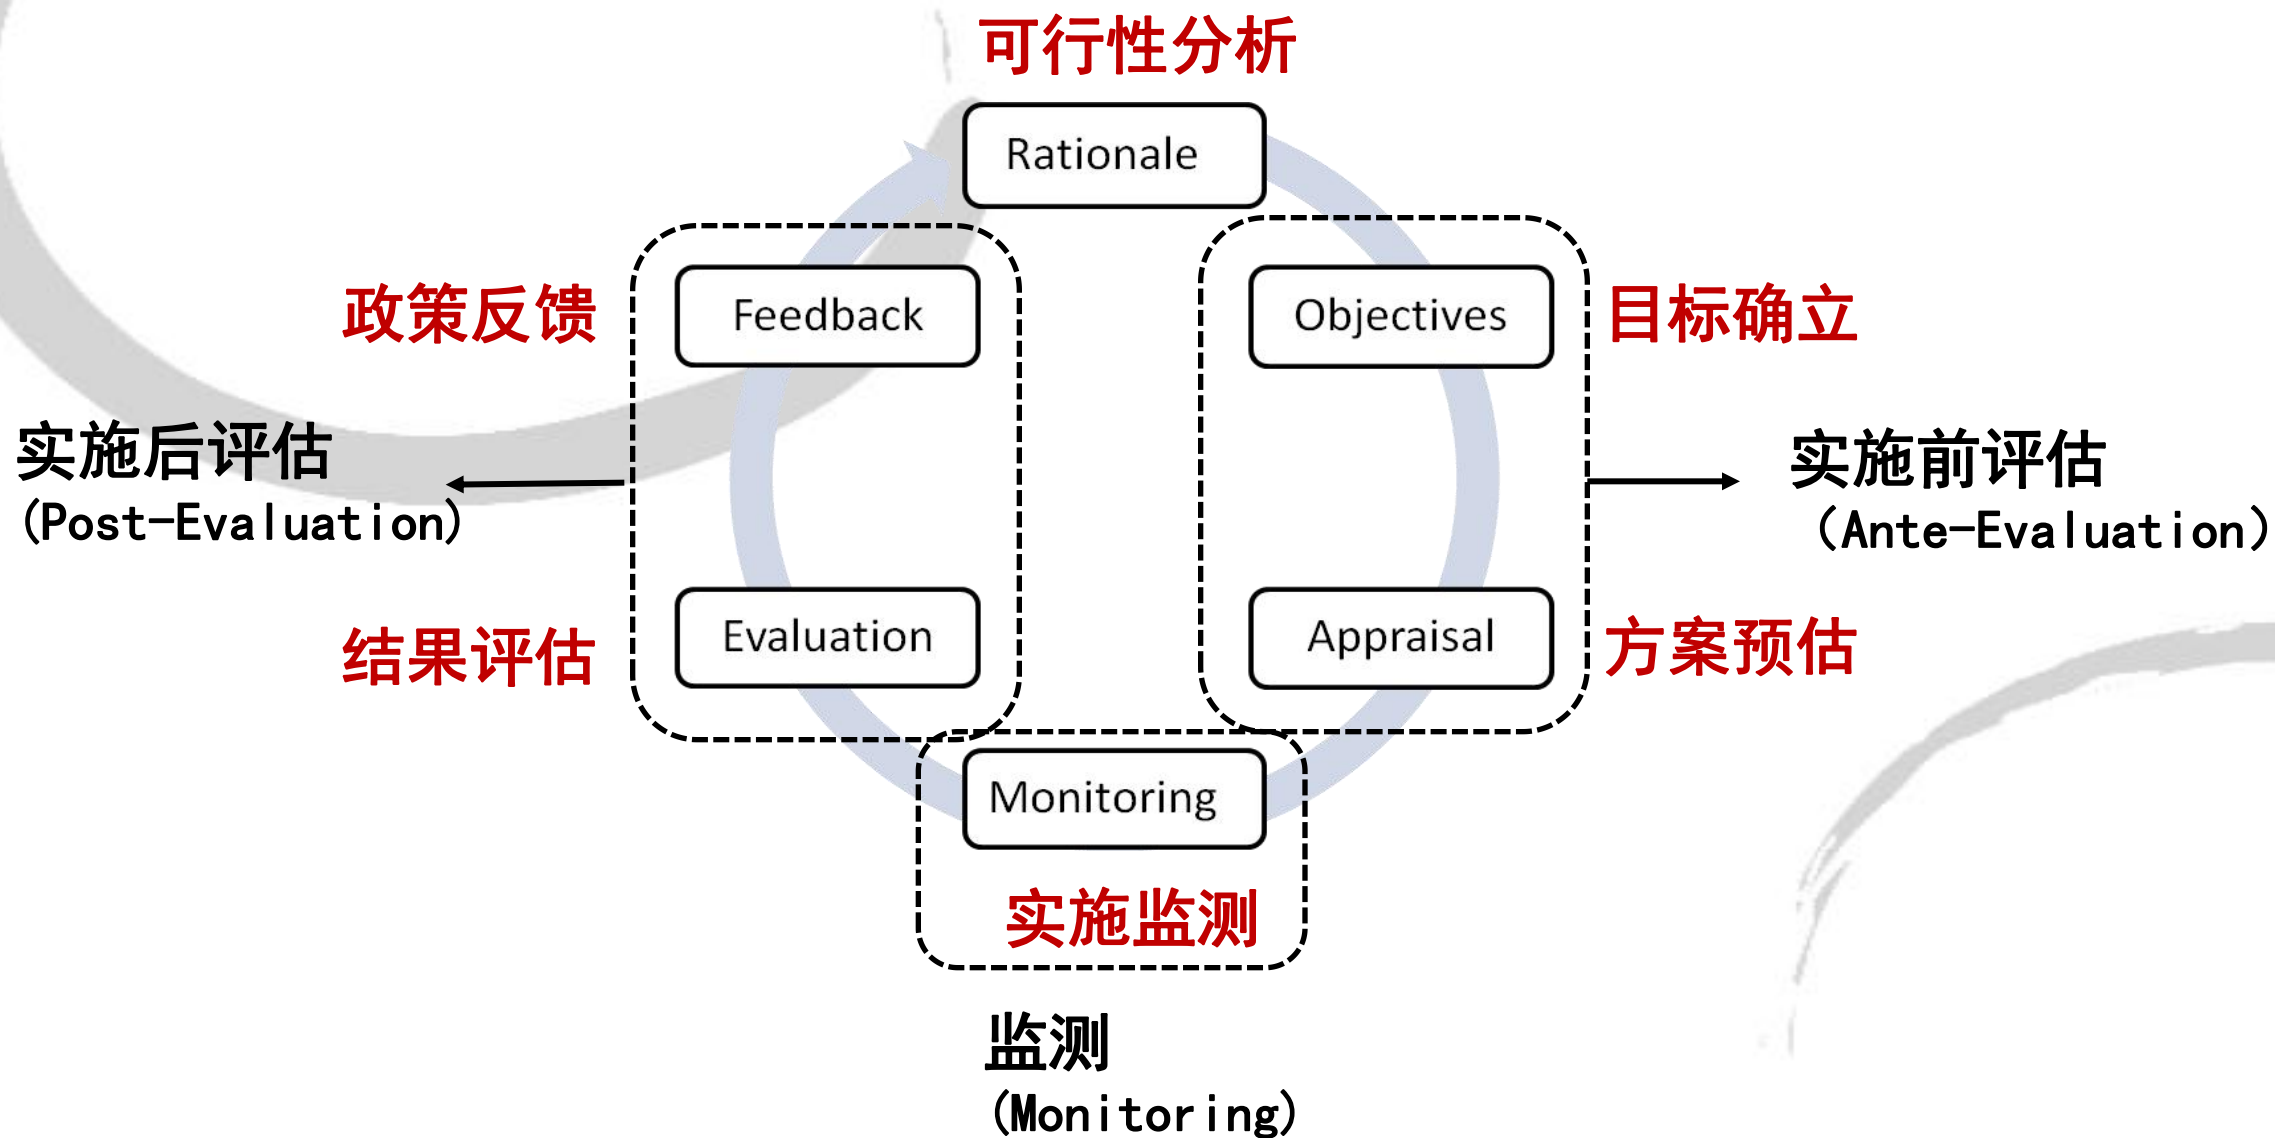 可行性分析
Rationale
政策反馈
Feedback
Objectives
目标确立
实施后评估
(Post-Evaluation)
实施前评估
（Ante-Evaluation）
结果评估
Evaluation
Appraisal
方案预估
Monitoring
实施监测
监测
(Monitoring)